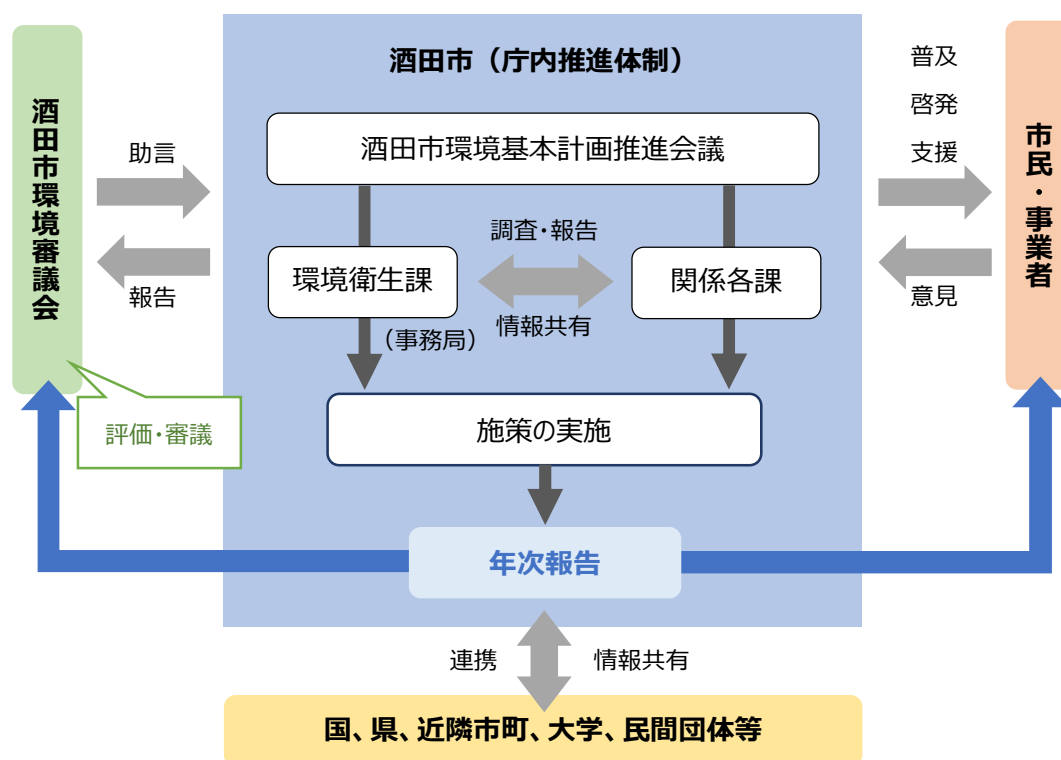 酒田市（庁内推進体制）
酒田市環境審議会
助言
報告
評価･審議
酒田市環境基本計画推進会議
調査･報告
環境衛生課
関係各課
情報共有
（事務局）
施策の実施
年次報告
普及
啓発
支援
意見
市民・事業者
連携
情報共有
国、県、近隣市町、大学、民間団体等